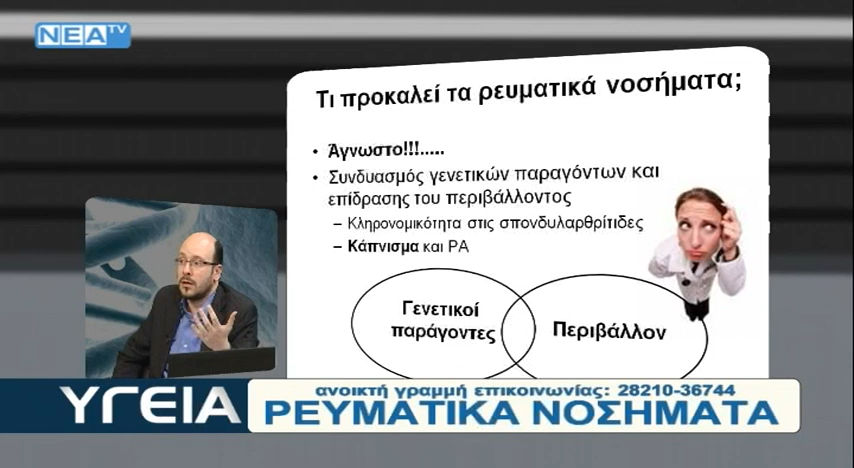 ΝΕΑ TV
Τι προκαλεί τα ρευματικά νοσήματα;
• Άγνωστο!!!.....
• Συνδυασμός γενετικών παραγόντων και
επίδρασης του περιβάλλοντος
– Κληρονομικότητα στις σπονδυλαρθρίτιδες
– Κάπνισμα και ΡΑ
Γενετικοί
παράγοντες
Περιβάλλον
ΥΓΕΙΑ
ανοικτή γραμμή επικοινωνίας: 28210-36744
ΡΕΥΜΑΤΙΚΑ ΝΟΣΗΜΑΤΑ